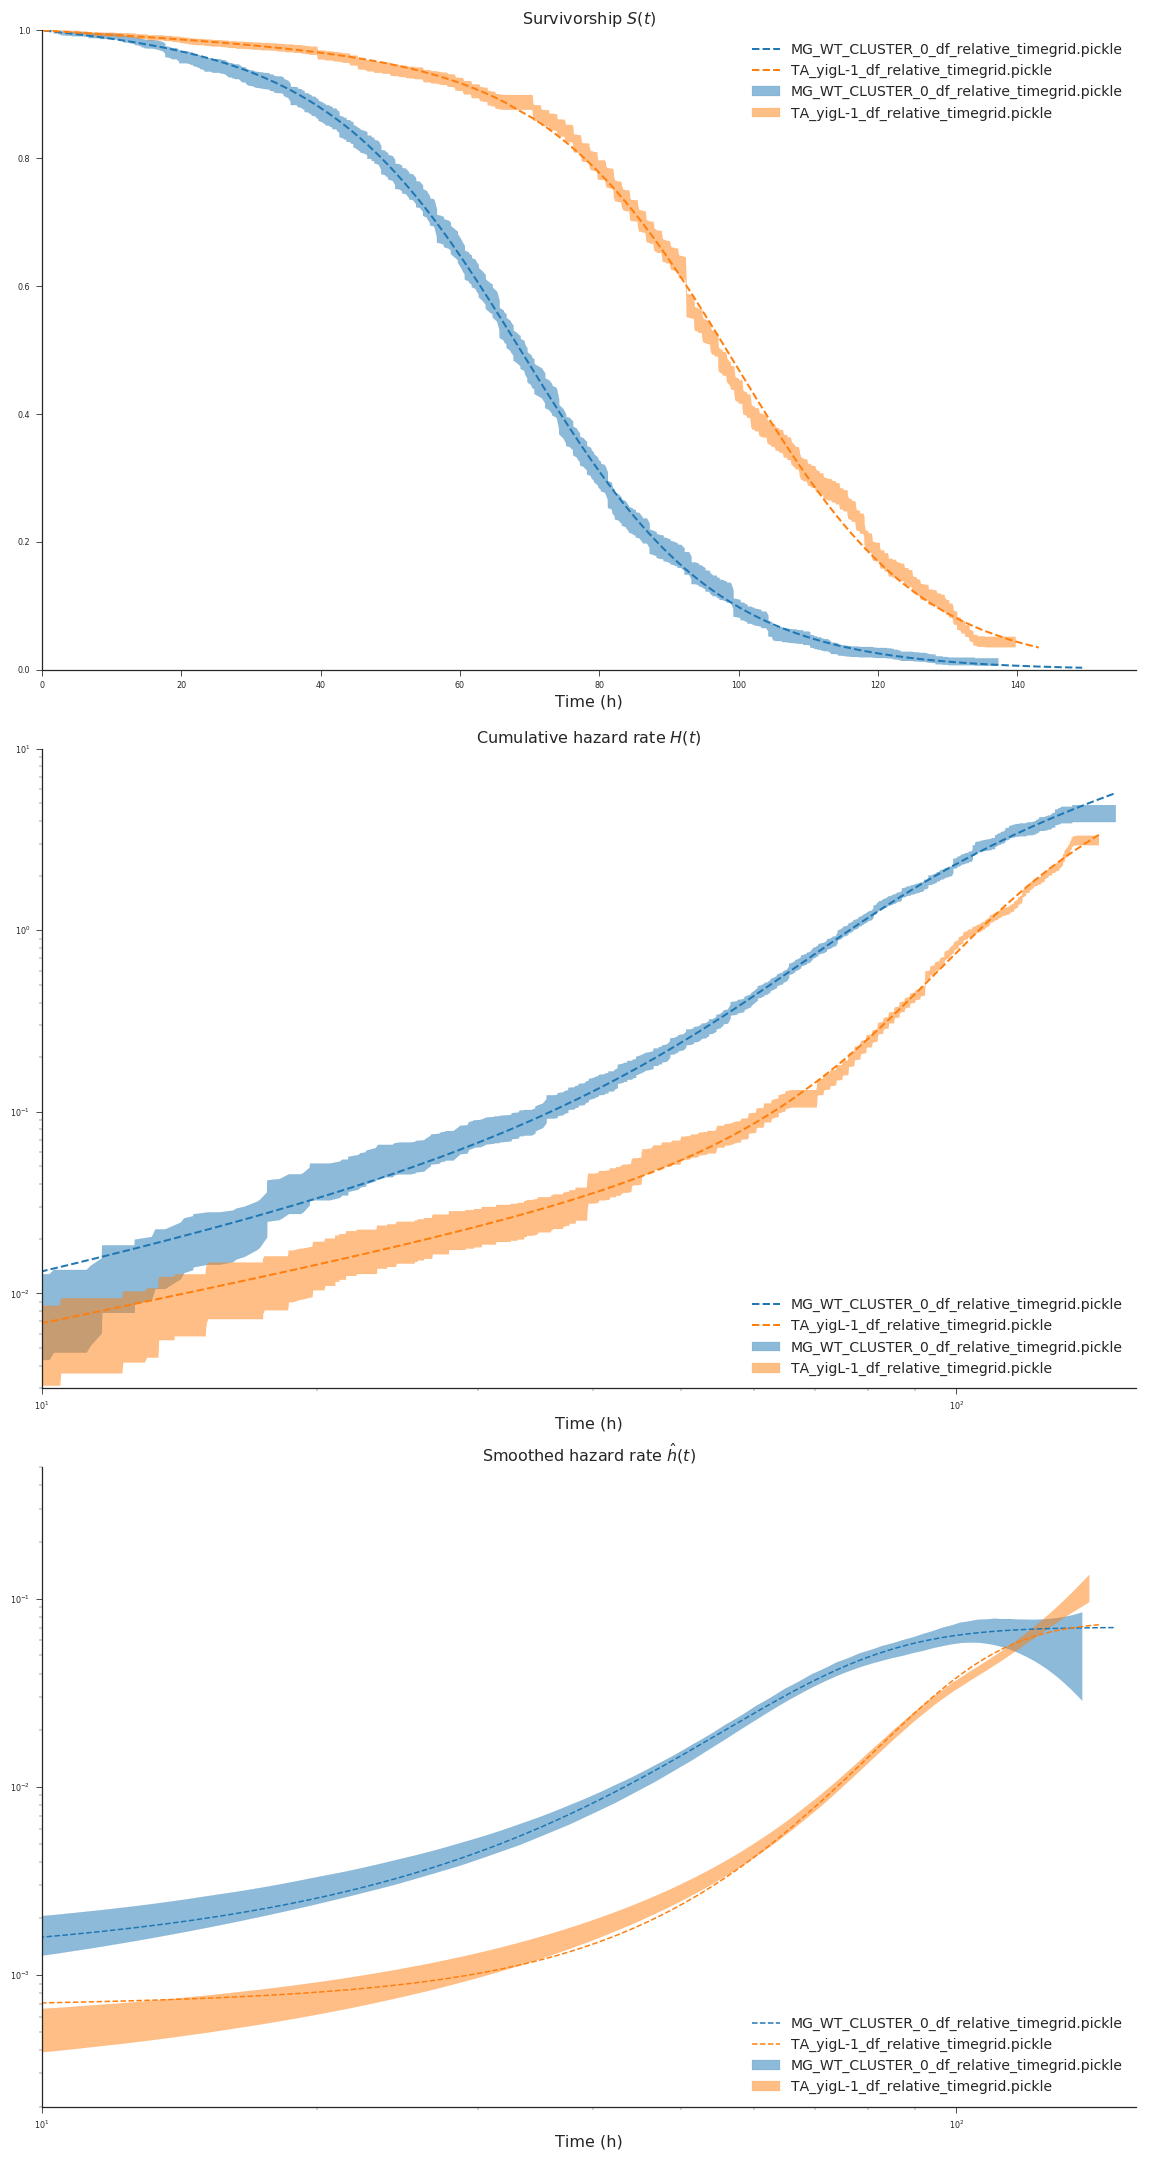 Survivorship S(t)
1.0
0.8
0.6
0.4
0.2
0.0
MG_WT_CLUSTER_0_df_relative_timegrid.pickle
TA_yigL-1_df_relative_timegrid.pickle
MG_WT_CLUSTER_0_df_relative_timegrid.pickle
TA_yigL-1_df_relative_timegrid.pickle
0 20 40 60 80 100 120 140
Time (h)
Cumulative hazard rate H(t)
10¹
10⁰
10⁻¹
10⁻²
MG_WT_CLUSTER_0_df_relative_timegrid.pickle
TA_yigL-1_df_relative_timegrid.pickle
MG_WT_CLUSTER_0_df_relative_timegrid.pickle
TA_yigL-1_df_relative_timegrid.pickle
10¹ 10²
Time (h)
Smoothed hazard rate ĥ(t)
10⁻¹
10⁻²
10⁻³
MG_WT_CLUSTER_0_df_relative_timegrid.pickle
TA_yigL-1_df_relative_timegrid.pickle
MG_WT_CLUSTER_0_df_relative_timegrid.pickle
TA_yigL-1_df_relative_timegrid.pickle
10¹ 10²
Time (h)